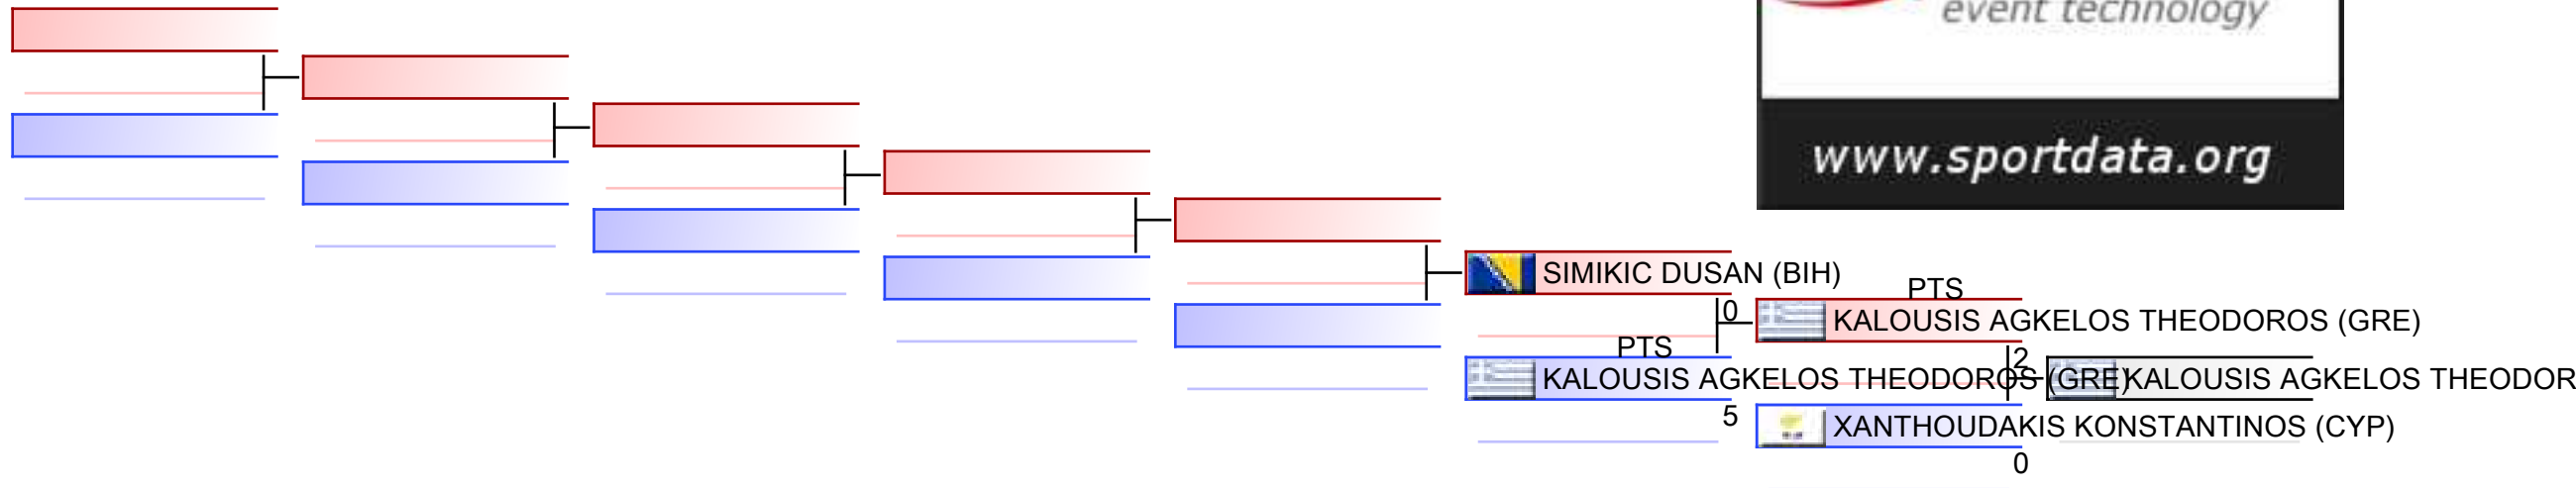 event technology
www.sportdata.org
SIMIKIC DUSAN (BIH)
0
PTS
KALOUSIS AGKELOS THEODOROS (GRE)
2
PTS
KALOUSIS AGKELOS THEODOROS (GRE)
5
KALOUSIS AGKELOS THEODOR
XANTHOUDAKIS KONSTANTINOS (CYP)
0